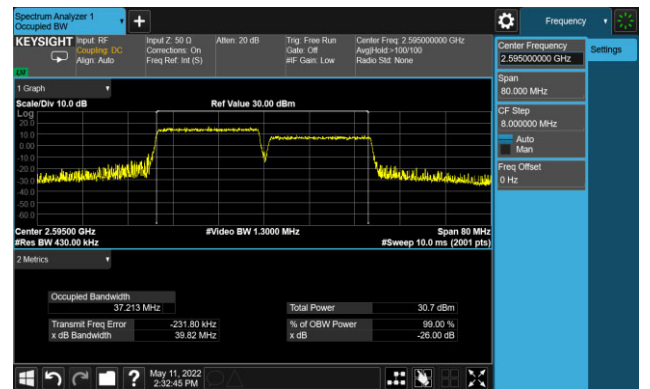 Spectrum Analyzer 1
Occupied BW
Frequency
KEYSIGHT
Input: RF
Coupling: DC
Align: Auto
Input Z: 50 Ω
Corrections: On
Freq Ref: Int (S)
Atten: 20 dB
Trig: Free Run
Gate: Off
#IF Gain: Low
Center Freq: 2.595000000 GHz
Avg|Hold:>100/100
Radio Std: None
Center Frequency
2.595000000 GHz
Settings
Span
80.000 MHz
CF Step
8.000000 MHz
Auto
Man
Freq Offset
0 Hz
1 Graph
Scale/Div 10.0 dB
Ref Value 30.00 dBm
Log
20.0
10.0
0.00
-10.0
-20.0
-30.0
-40.0
-50.0
-60.0
Center 2.59500 GHz
#Video BW 1.3000 MHz
Span 80 MHz
#Res BW 430.00 kHz
#Sweep 10.0 ms (2001 pts)
2 Metrics
Occupied Bandwidth
37.213 MHz
Total Power
30.7 dBm
Transmit Freq Error
-231.80 kHz
% of OBW Power
99.00 %
x dB Bandwidth
39.82 MHz
x dB
-26.00 dB
?
May 11, 2022
2:32:45 PM